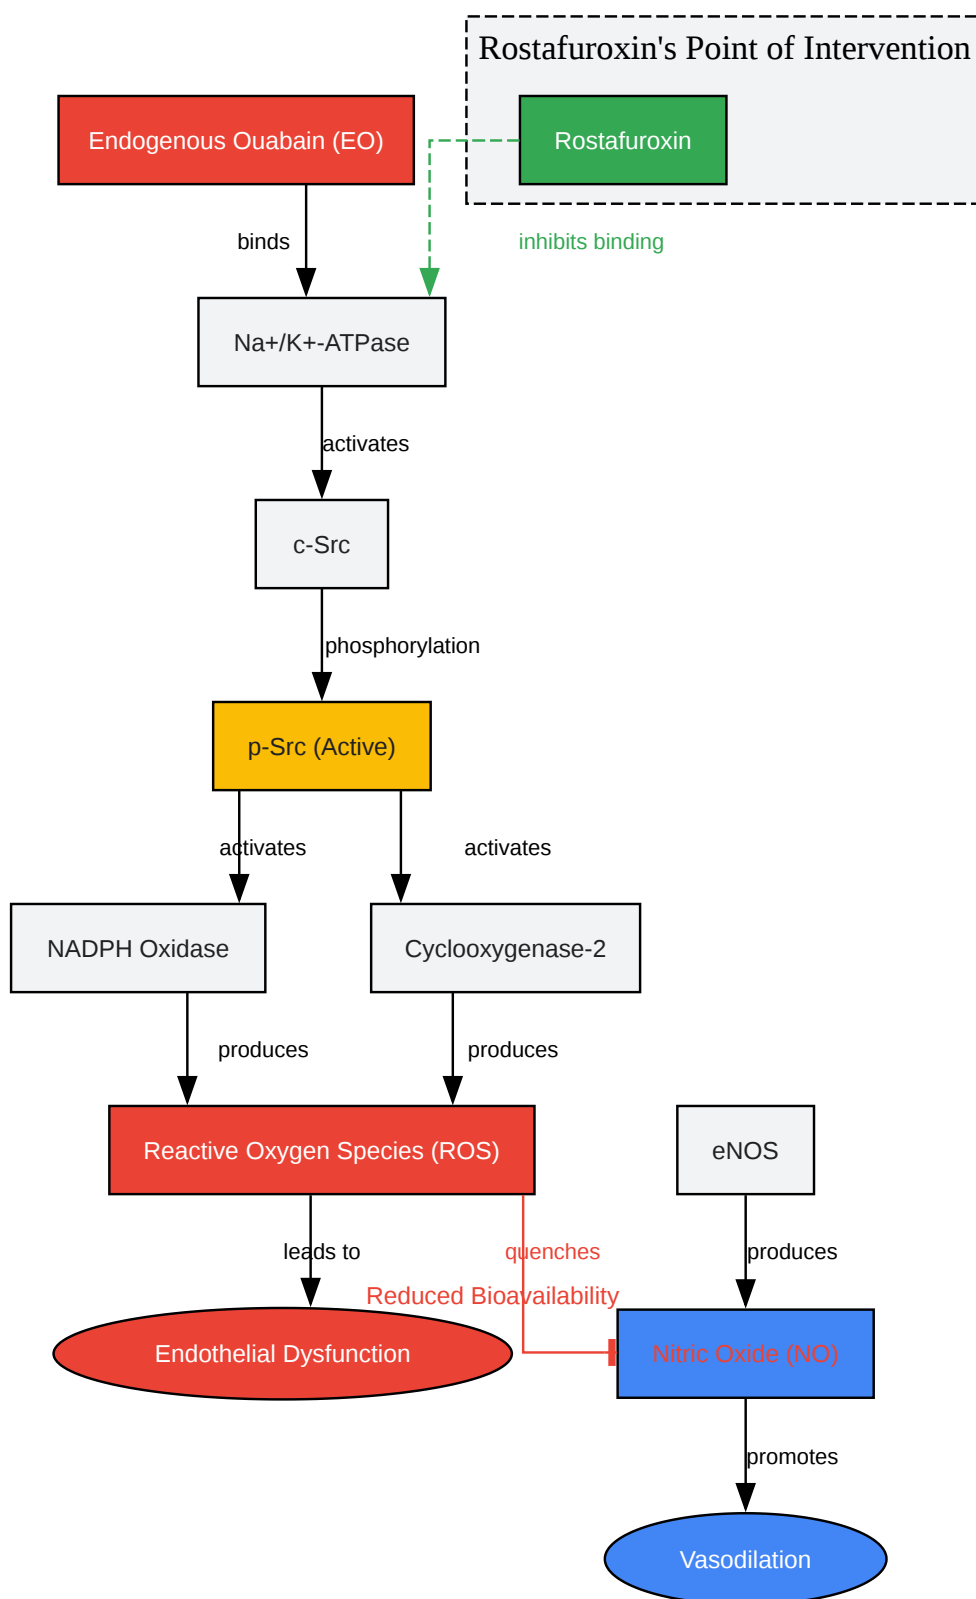 Rostafuroxin's Point of Intervention
Endogenous Ouabain (EO)
Rostafuroxin
binds
inhibits binding
Na+/K+-ATPase
activates
c-Src
phosphorylation
p-Src (Active)
activates
activates
NADPH Oxidase
Cyclooxygenase-2
produces
produces
Reactive Oxygen Species (ROS)
eNOS
leads to
quenches
produces
Reduced Bioavailability
Endothelial Dysfunction
Nitric Oxide (NO)
promotes
Vasodilation